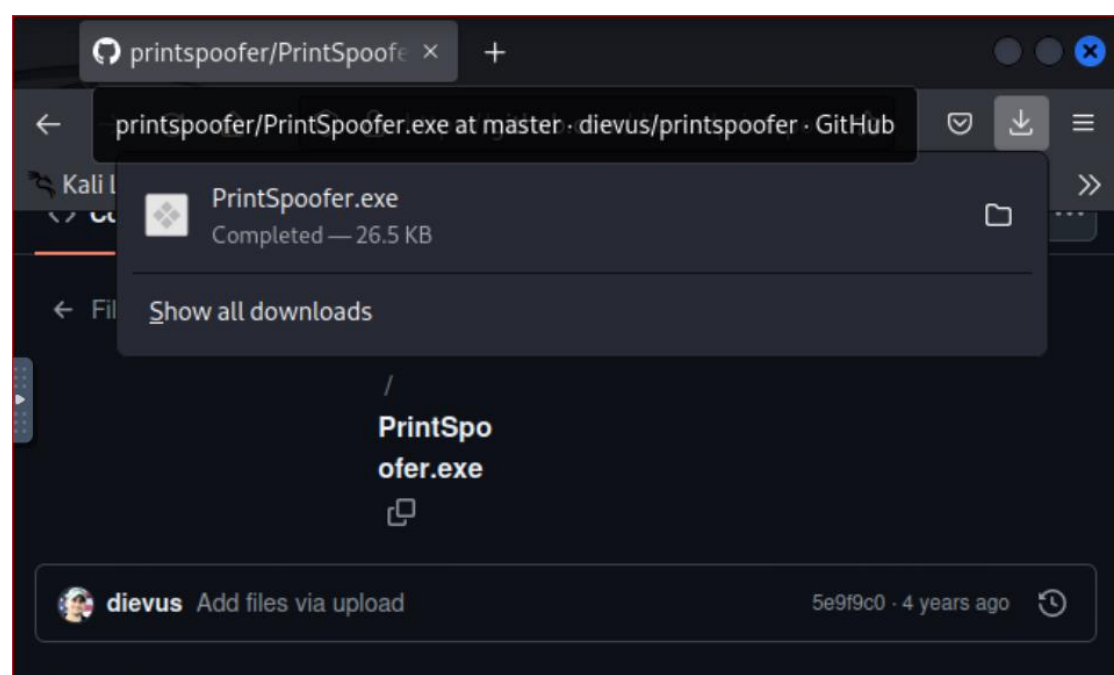 printspoofer/PrintSpoofe
printspoofer/PrintSpoofer.exe at master · dievus/printspoofer · GitHub
Kali L
PrintSpoofer.exe
Completed — 26.5 KB
Show all downloads
Fil
/
PrintSpo
ofer.exe
dievus Add files via upload 5e9f9c0 · 4 years ago